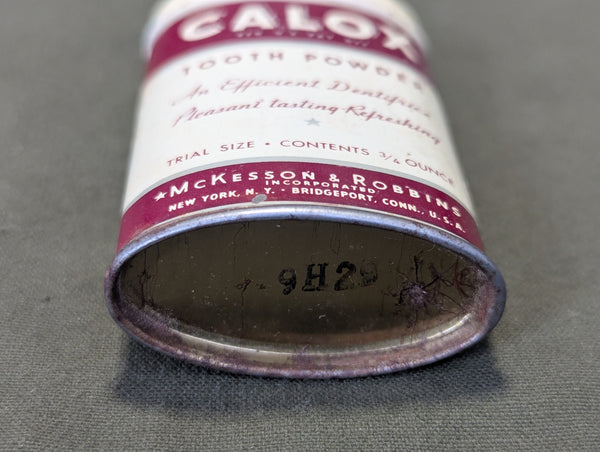 CALOX
TOOTH POWDER
An Efficient Dentifrice
Pleasant tasting Refreshing
TRIAL SIZE • CONTENTS 3/4 OUNCE
★McKESSON & ROBBINS
INCORPORATED
NEW YORK, N. Y. • BRIDGEPORT, CONN., U. S. A.
9H29